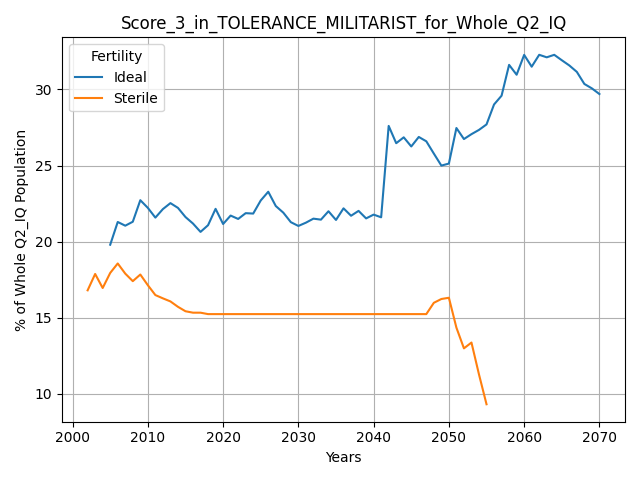 Score_3_in_TOLERANCE_MILITARIST_for_Whole_Q2_IQ
Fertility
Ideal
Sterile
% of Whole Q2_IQ Population
30
25
20
15
10
2000 2010 2020 2030 2040 2050 2060 2070
Years